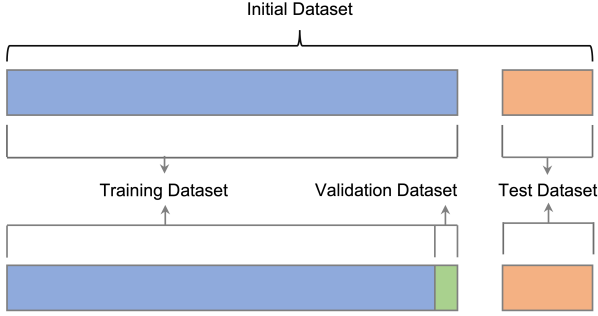 Initial Dataset
Training Dataset
Validation Dataset
Test Dataset